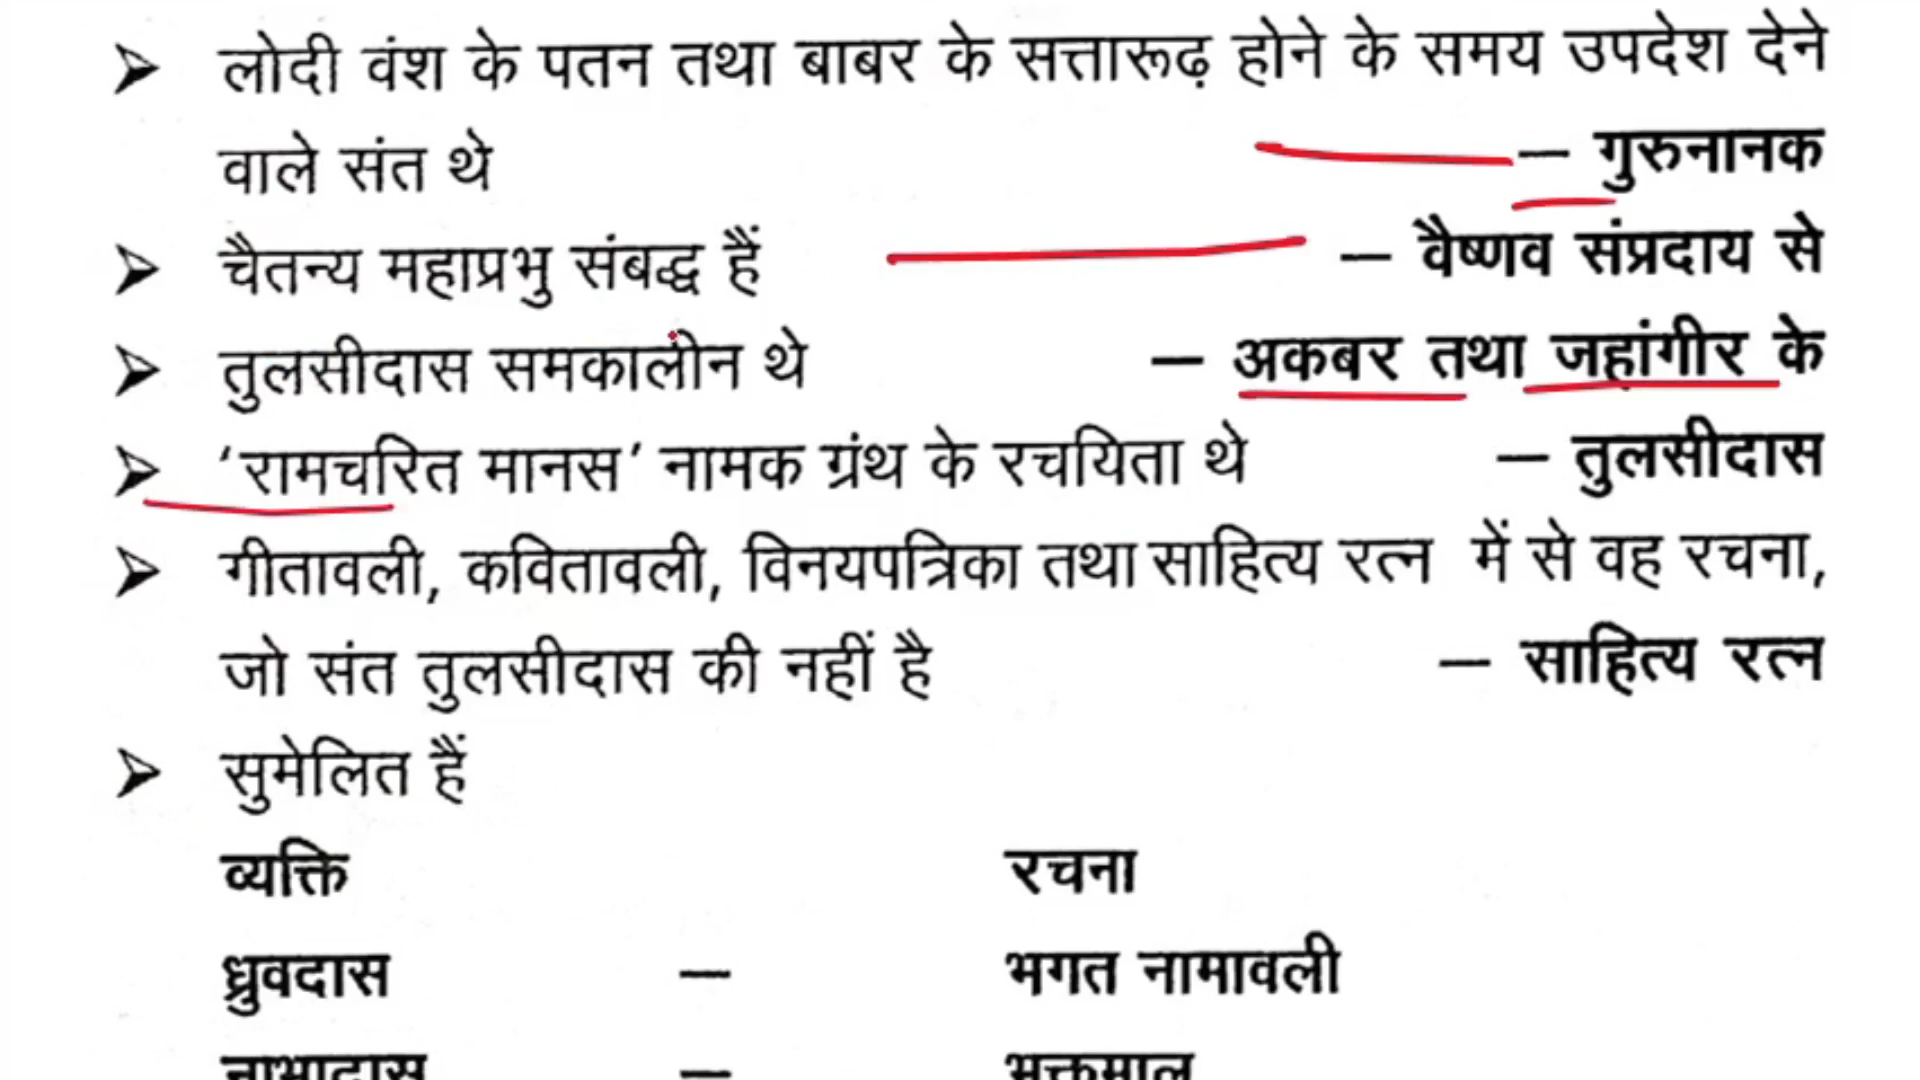 ➢ लोदी वंश के पतन तथा बाबर के सत्तारूढ़ होने के समय उपदेश देने
वाले संत थे — गुरुनानक
➢ चैतन्य महाप्रभु संबद्ध हैं — वैष्णव संप्रदाय से
➢ तुलसीदास समकालीन थे — अकबर तथा जहांगीर के
➢ ‘रामचरित मानस’ नामक ग्रंथ के रचयिता थे — तुलसीदास
➢ गीतावली, कवितावली, विनयपत्रिका तथा साहित्य रत्न में से वह रचना,
जो संत तुलसीदास की नहीं है — साहित्य रत्न
➢ सुमेलित हैं
व्यक्ति रचना
ध्रुवदास — भगत नामावली
नाभादास — भक्तमाल